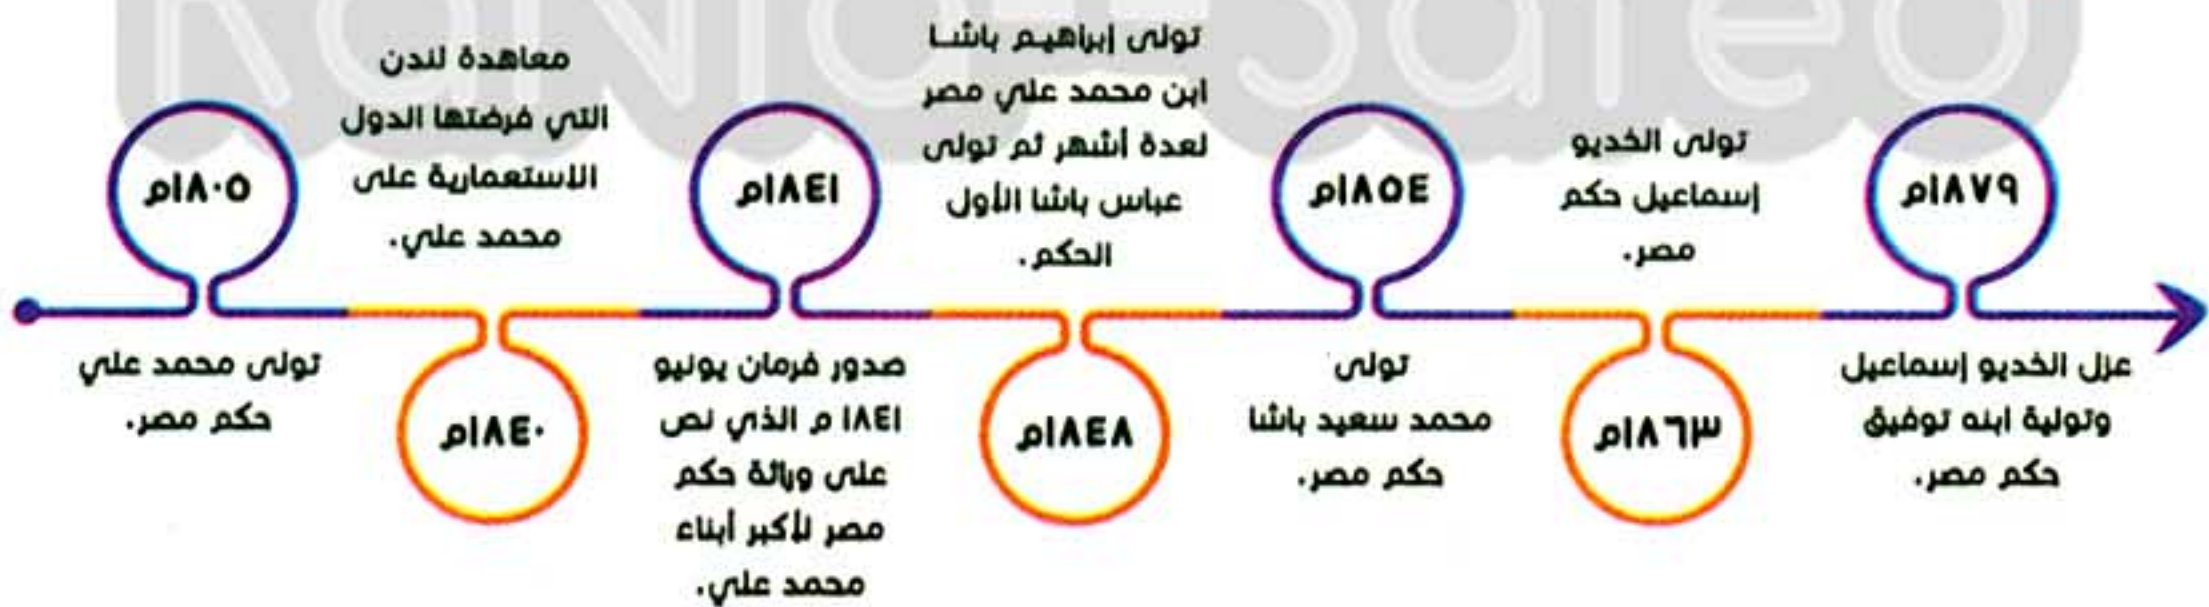 Rania Sayed
١٨٠٥م
تولى محمد علي
حكم مصر.
معاهدة لندن
التي فرضتها الدول
الاستعمارية على
محمد علي.
١٨٤٠م
١٨٤١م
صدور فرمان يونيو
١٨٤١ م الذي نص
على وراثة حكم
مصر لأكبر أبناء
محمد علي.
تولى إبراهيم باشا
ابن محمد علي مصر
لعدة أشهر ثم تولى
عباس باشا الأول
الحكم.
١٨٤٨م
١٨٥٤م
تولى
محمد سعيد باشا
حكم مصر.
تولى الخديو
إسماعيل حكم
مصر.
١٨٦٣م
١٨٧٩م
عزل الخديو إسماعيل
وتولية ابنه توفيق
حكم مصر.